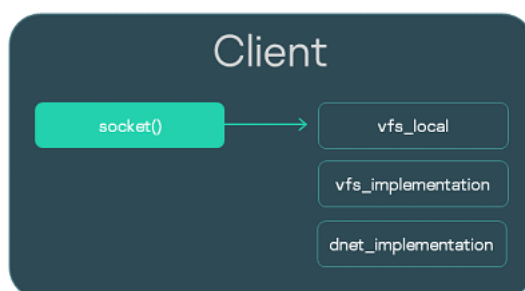 Client
socket()
vfs_local
vfs_implementation
dnet_implementation